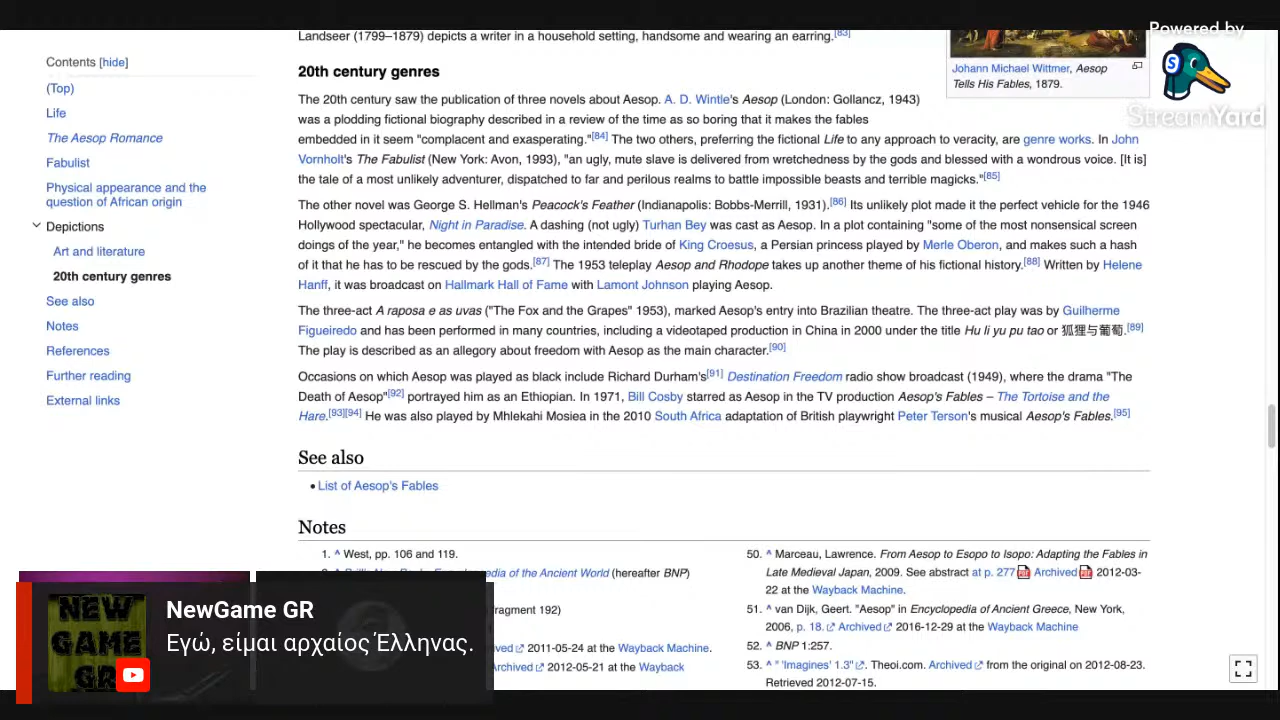 Powered by
StreamYard
Landseer (1799–1879) depicts a writer in a household setting, handsome and wearing an earring.[83]
Contents [hide]
(Top)
Life
The Aesop Romance
Fabulist
Physical appearance and the
question of African origin
Depictions
Art and literature
20th century genres
See also
Notes
References
Further reading
External links
Johann Michael Wittmer, Aesop
Tells His Fables, 1879.
20th century genres
The 20th century saw the publication of three novels about Aesop. A. D. Wintle's Aesop (London: Gollancz, 1943)
was a plodding fictional biography described in a review of the time as so boring that it makes the fables
embedded in it seem "complacent and exasperating."[84] The two others, preferring the fictional Life to any approach to veracity, are genre works. In John
Vornholt's The Fabulist (New York: Avon, 1993), "an ugly, mute slave is delivered from wretchedness by the gods and blessed with a wondrous voice. [It is]
the tale of a most unlikely adventurer, dispatched to far and perilous realms to battle impossible beasts and terrible magicks."[85]
The other novel was George S. Hellman's Peacock's Feather (Indianapolis: Bobbs-Merrill, 1931).[86] Its unlikely plot made it the perfect vehicle for the 1946
Hollywood spectacular, Night in Paradise. A dashing (not ugly) Turhan Bey was cast as Aesop. In a plot containing "some of the most nonsensical screen
doings of the year," he becomes entangled with the intended bride of King Croesus, a Persian princess played by Merle Oberon, and makes such a hash
of it that he has to be rescued by the gods.[87] The 1953 teleplay Aesop and Rhodope takes up another theme of his fictional history.[88] Written by Helene
Hanff, it was broadcast on Hallmark Hall of Fame with Lamont Johnson playing Aesop.
The three-act A raposa e as uvas ("The Fox and the Grapes" 1953), marked Aesop's entry into Brazilian theatre. The three-act play was by Guilherme
Figueiredo and has been performed in many countries, including a videotaped production in China in 2000 under the title Hu li yu pu tao or 狐狸与葡萄.[89]
The play is described as an allegory about freedom with Aesop as the main character.[90]
Occasions on which Aesop was played as black include Richard Durham's[91] Destination Freedom radio show broadcast (1949), where the drama "The
Death of Aesop"[92] portrayed him as an Ethiopian. In 1971, Bill Cosby starred as Aesop in the TV production Aesop's Fables – The Tortoise and the
Hare.[93][94] He was also played by Mhlekahi Mosiea in the 2010 South Africa adaptation of British playwright Peter Terson's musical Aesop's Fables.[95]
See also
• List of Aesop's Fables
Notes
1. ^ West, pp. 106 and 119.
edia of the Ancient World (hereafter BNP)
ragment 192)
ved 2011-05-24 at the Wayback Machine.
Archived 2012-05-21 at the Wayback
50. ^ Marceau, Lawrence. From Aesop to Esopo to Isopo: Adapting the Fables in
Late Medieval Japan, 2009. See abstract at p. 277 Archived 2012-03-
22 at the Wayback Machine.
51. ^ van Dijk, Geert. "Aesop" in Encyclopedia of Ancient Greece, New York,
2006, p. 18. Archived 2016-12-29 at the Wayback Machine
52. ^ BNP 1:257.
53. ^ " 'Imagines' 1.3". Theoi.com. Archived from the original on 2012-08-23.
Retrieved 2012-07-15.
NEW
GAME
GR
NewGame GR
Εγώ, είμαι αρχαίος Έλληνας.